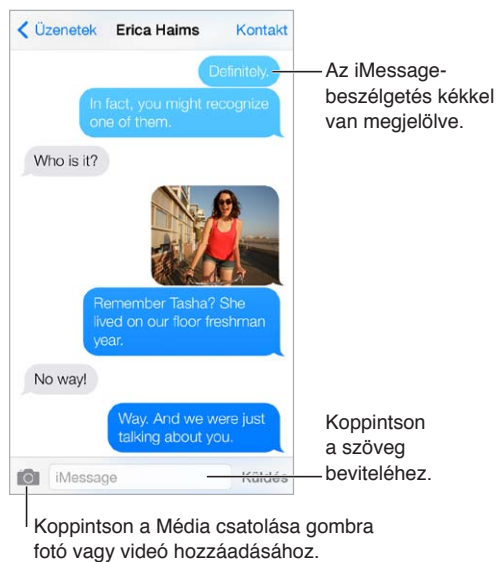 Üzenetek Erica Haims Kontakt
Definitely.
Az iMessage-
beszélgetés kékkel
van megjelölve.
In fact, you might recognize
one of them.
Who is it?
Remember Tasha? She
lived on our floor freshman
year.
No way!
Way. And we were just
talking about you.
Koppintson
a szöveg
beviteléhez.
iMessage Küldés
Koppintson a Média csatolása gombra
fotó vagy videó hozzáadásához.